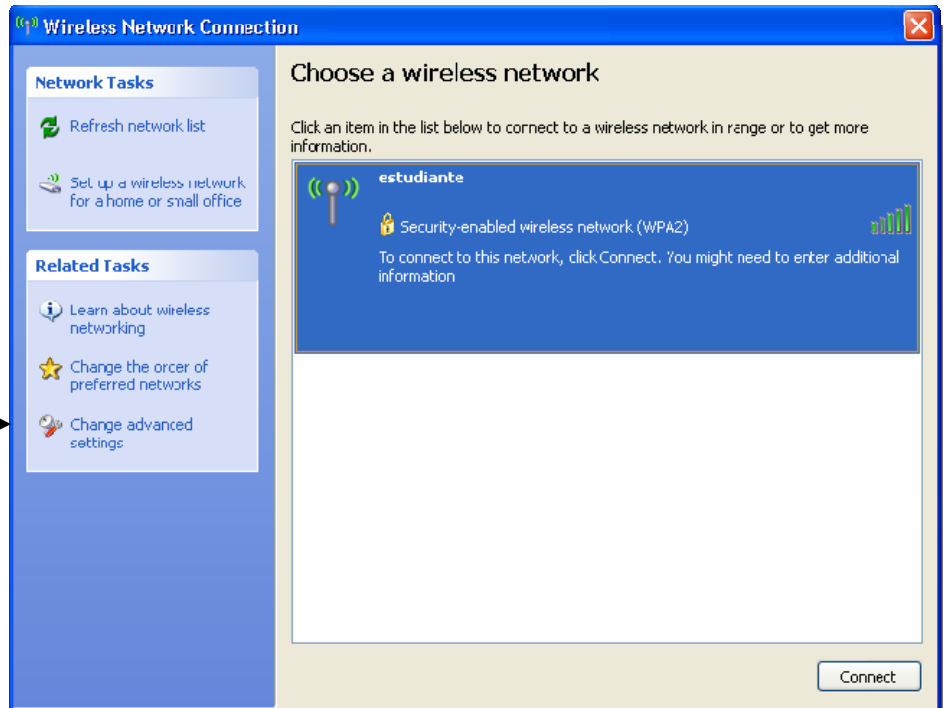 Wireless Network Connection
Network Tasks
Refresh network list
Set up a wireless network
for a home or small office
Related Tasks
Learn about wireless
networking
Change the order of
preferred networks
Change advanced
settings
Choose a wireless network
Click an item in the list below to connect to a wireless network in range or to get more
information.
estudiante
Security-enabled wireless network (WPA2)
To connect to this network, click Connect. You might need to enter additional
information
Connect